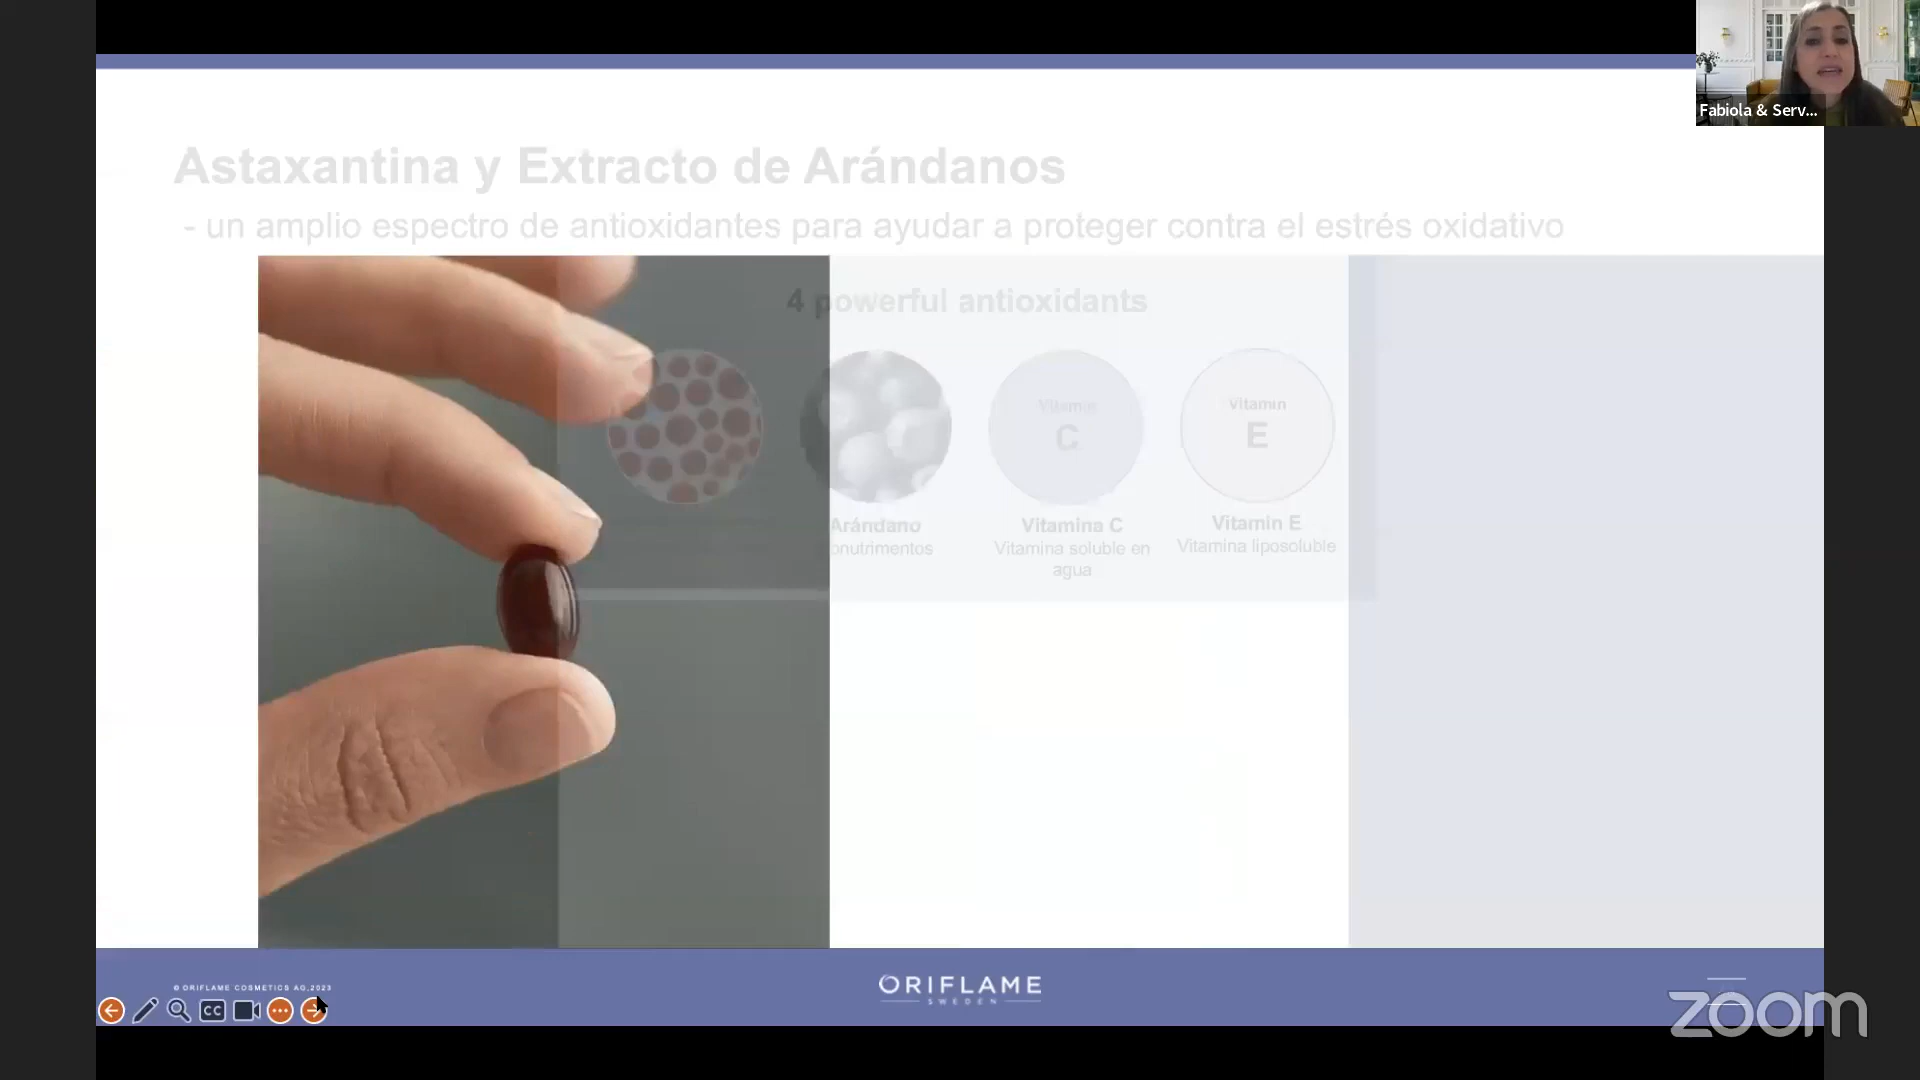 Fabiola & Serv...
Astaxantina y Extracto de Arándanos
- un amplio espectro de antioxidantes para ayudar a proteger contra el estrés oxidativo
4 powerful antioxidants
Vitamin
C
Vitamin
E
Arándano
Vitamina C
Vitamina soluble en
agua
Vitamin E
Vitamina liposoluble
© ORIFLAME COSMETICS AG,2023
ORIFLAME
SWEDEN
CC
zoom